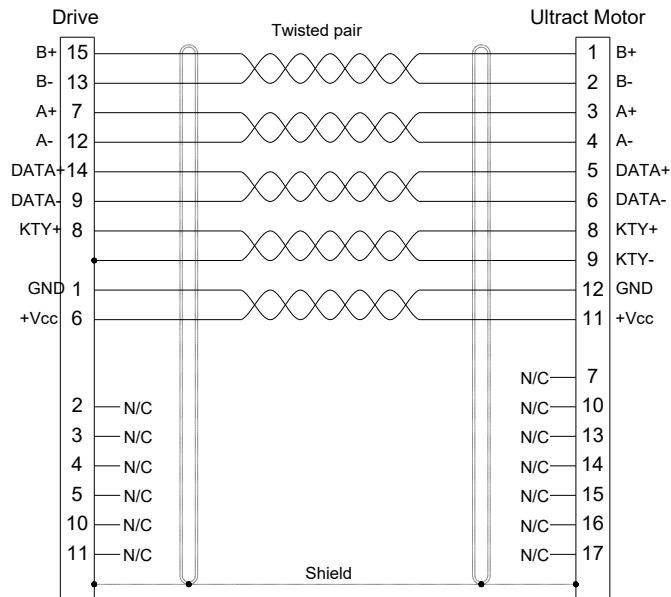 Drive Ultract Motor
Twisted pair
B+ 15 1 B+
B- 13 2 B-
A+ 7 3 A+
A- 12 4 A-
DATA+ 14 5 DATA+
DATA- 9 6 DATA-
KTY+ 8 8 KTY+
9 KTY-
GND 1 12 GND
+Vcc 6 11 +Vcc
N/C 7
2 N/C N/C 10
3 N/C N/C 13
4 N/C N/C 14
5 N/C N/C 15
10 N/C N/C 16
11 N/C N/C 17
Shield